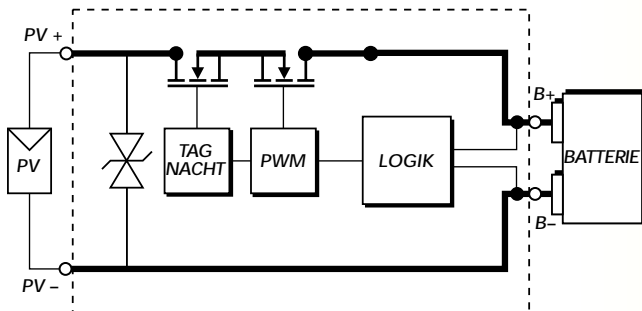 PV +
PV
TAG
NACHT
PWM
LOGIK
B+
BATTERIE
B–
PV –